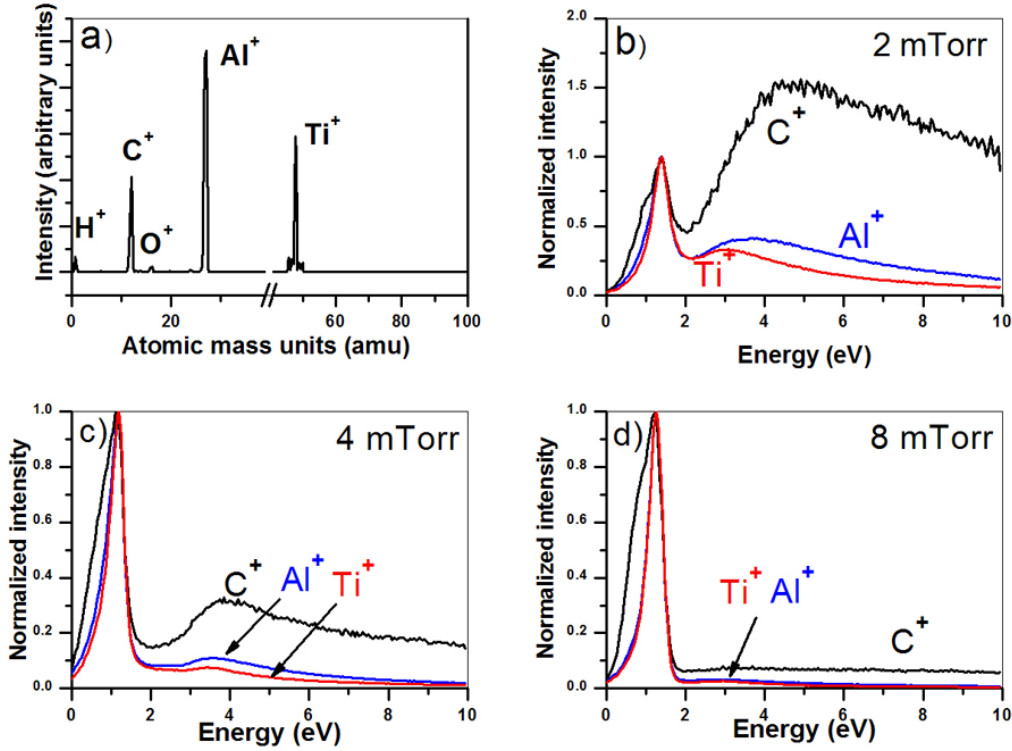 a)
Intensity (arbitrary units)
H⁺
C⁺
O⁺
Al⁺
Ti⁺
0 20 40 60 80 100
Atomic mass units (amu)
b)
2 mTorr
Normalized intensity
2.0
1.5
1.0
0.5
0.0
C⁺
Al⁺
Ti⁺
0 2 4 6 8 10
Energy (eV)
c)
4 mTorr
Normalized intensity
1.0
0.8
0.6
0.4
0.2
0.0
C⁺ Al⁺ Ti⁺
0 2 4 6 8 10
Energy (eV)
d)
8 mTorr
Normalized intensity
1.0
0.8
0.6
0.4
0.2
0.0
Ti⁺ Al⁺
C⁺
0 2 4 6 8 10
Energy (eV)